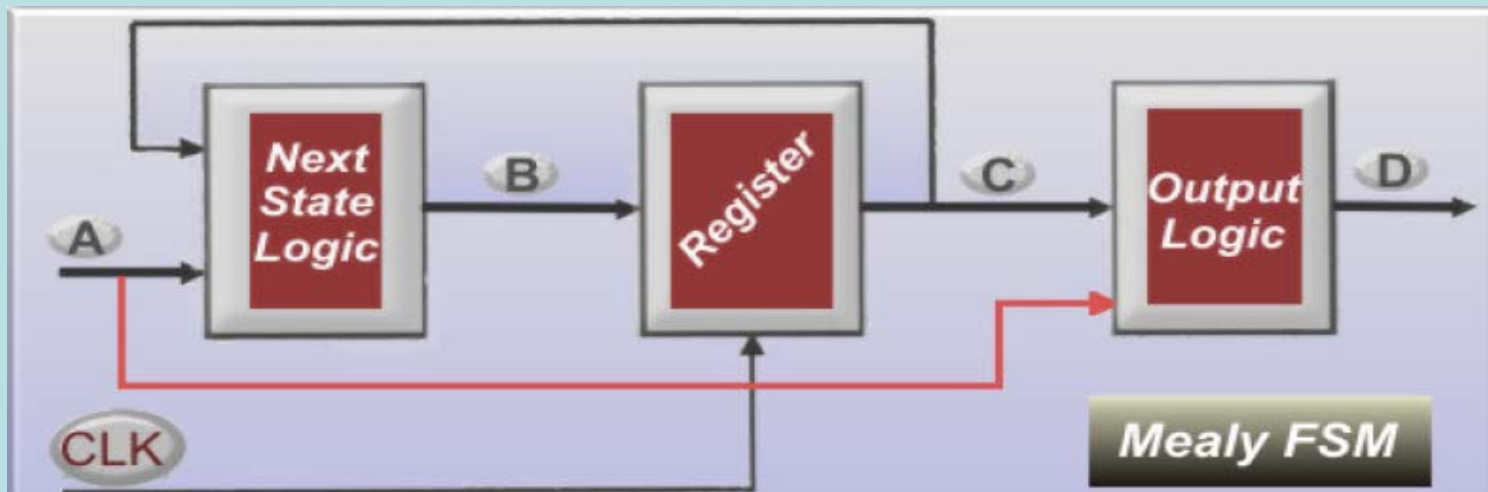 Next
State
Logic
A
B
Register
C
Output
Logic
D
CLK
Mealy FSM